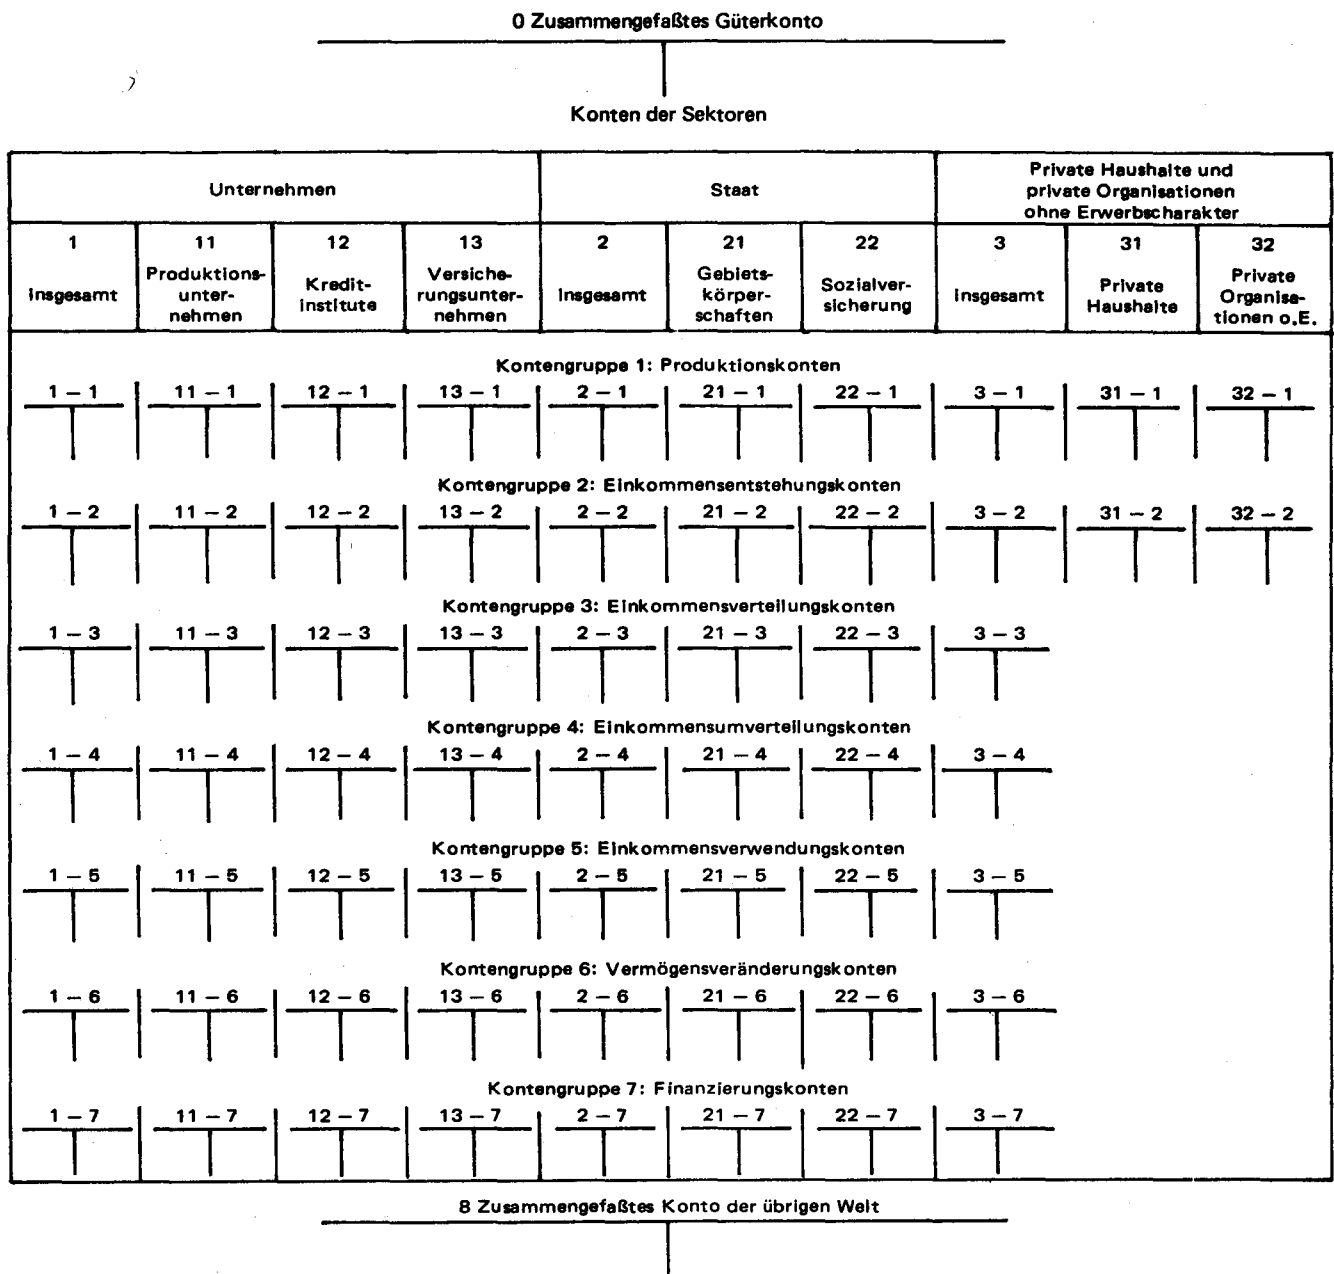 0 Zusammengefaßtes Güterkonto
Konten der Sektoren
Unternehmen
Staat
Private Haushalte und
private Organisationen
ohne Erwerbscharakter
1
insgesamt
11
Produktions-
unter-
nehmen
12
Kredit-
institute
13
Versiche-
rungsunter-
nehmen
2
insgesamt
21
Gebiets-
körper-
schaften
22
Sozialver-
sicherung
3
insgesamt
31
Private
Haushalte
32
Private
Organisa-
tionen o.E.
Kontengruppe 1: Produktionskonten
1 – 1 11 – 1 12 – 1 13 – 1 2 – 1 21 – 1 22 – 1 3 – 1 31 – 1 32 – 1
Kontengruppe 2: Einkommensentstehungskonten
1 – 2 11 – 2 12 – 2 13 – 2 2 – 2 21 – 2 22 – 2 3 – 2 31 – 2 32 – 2
Kontengruppe 3: Einkommensverteilungskonten
1 – 3 11 – 3 12 – 3 13 – 3 2 – 3 21 – 3 22 – 3 3 – 3
Kontengruppe 4: Einkommensumverteilungskonten
1 – 4 11 – 4 12 – 4 13 – 4 2 – 4 21 – 4 22 – 4 3 – 4
Kontengruppe 5: Einkommensverwendungskonten
1 – 5 11 – 5 12 – 5 13 – 5 2 – 5 21 – 5 22 – 5 3 – 5
Kontengruppe 6: Vermögensveränderungskonten
1 – 6 11 – 6 12 – 6 13 – 6 2 – 6 21 – 6 22 – 6 3 – 6
Kontengruppe 7: Finanzierungskonten
1 – 7 11 – 7 12 – 7 13 – 7 2 – 7 21 – 7 22 – 7 3 – 7
8 Zusammengefaßtes Konto der übrigen Welt